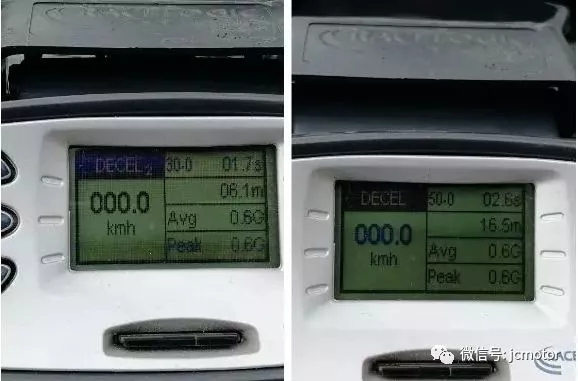 DECEL 30-0 01.7s
06.1m
000.0
kmh
Avg 0.6G
Peak 0.6G
DECEL 50-0 02.6s
16.5m
000.0
kmh
Avg 0.6G
Peak 0.6G
微信号: jcmotor